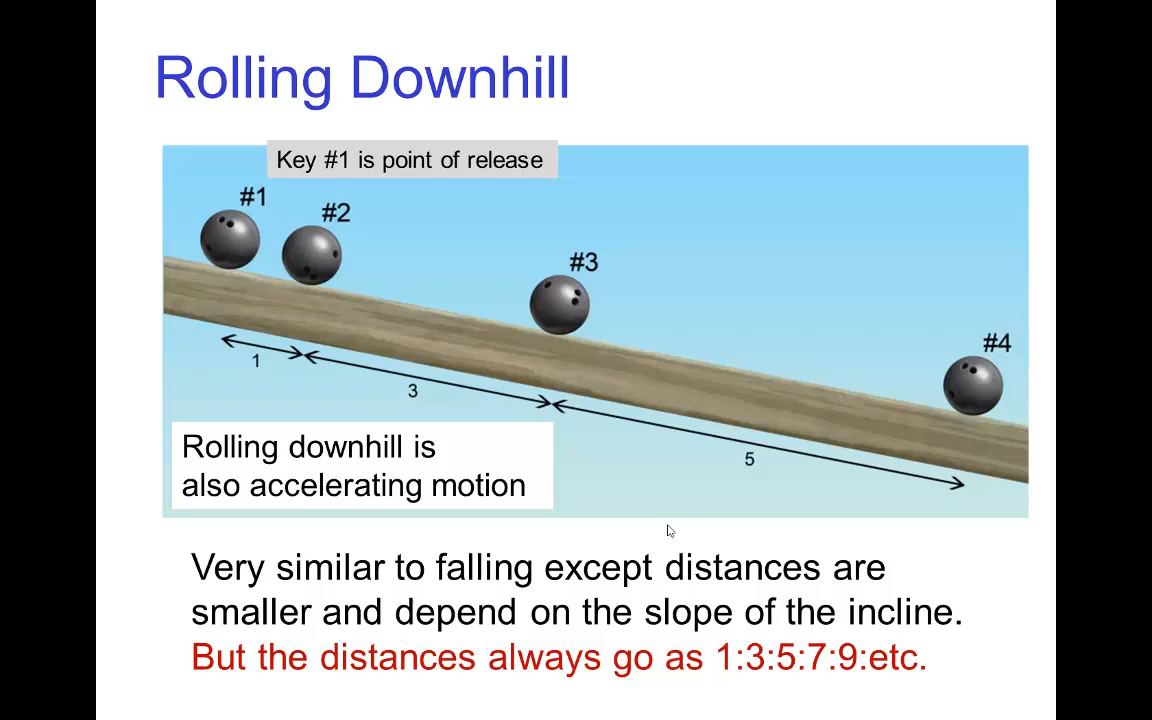 Rolling Downhill
Key #1 is point of release
#1
#2
#3
#4
1
3
5
Rolling downhill is
also accelerating motion
Very similar to falling except distances are
smaller and depend on the slope of the incline.
But the distances always go as 1:3:5:7:9:etc.